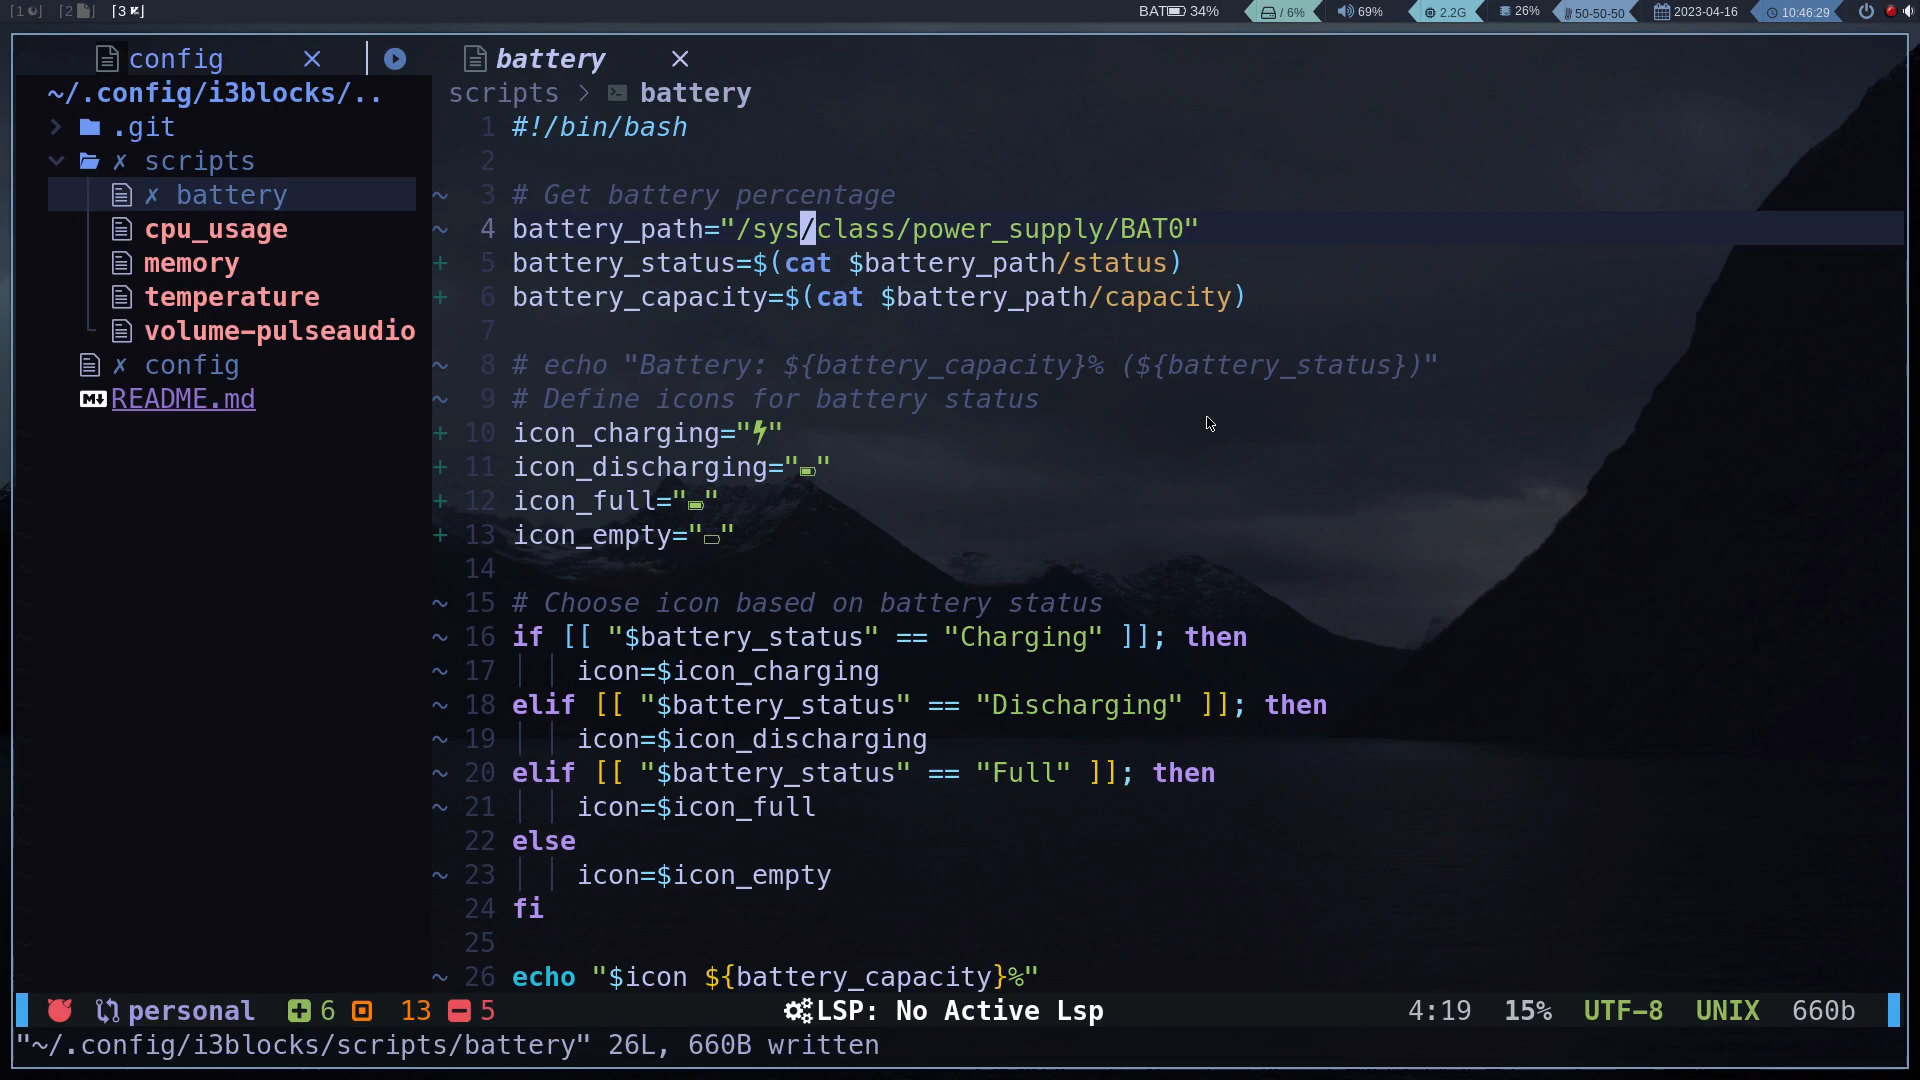 1 2 3 BAT 34% / 6% 69% 2.2G 26% 50-50-50 2023-04-16 10:46:29
config battery
~/.config/i3blocks/..
.git
✗ scripts
✗ battery
cpu_usage
memory
temperature
volume-pulseaudio
✗ config
README.md
scripts > battery
1 #!/bin/bash
2
~ 3 # Get battery percentage
~ 4 battery_path="/sys/class/power_supply/BAT0"
+ 5 battery_status=$(cat $battery_path/status)
+ 6 battery_capacity=$(cat $battery_path/capacity)
7
~ 8 # echo "Battery: ${battery_capacity}% (${battery_status})"
~ 9 # Define icons for battery status
+ 10 icon_charging="⚡"
+ 11 icon_discharging=""
+ 12 icon_full=""
+ 13 icon_empty=""
14
~ 15 # Choose icon based on battery status
~ 16 if [[ "$battery_status" == "Charging" ]]; then
~ 17 icon=$icon_charging
~ 18 elif [[ "$battery_status" == "Discharging" ]]; then
~ 19 icon=$icon_discharging
~ 20 elif [[ "$battery_status" == "Full" ]]; then
~ 21 icon=$icon_full
22 else
~ 23 icon=$icon_empty
24 fi
25
~ 26 echo "$icon ${battery_capacity}%"
personal 6 13 5 LSP: No Active Lsp 4:19 15% UTF-8 UNIX 660b
"~/.config/i3blocks/scripts/battery" 26L, 660B written